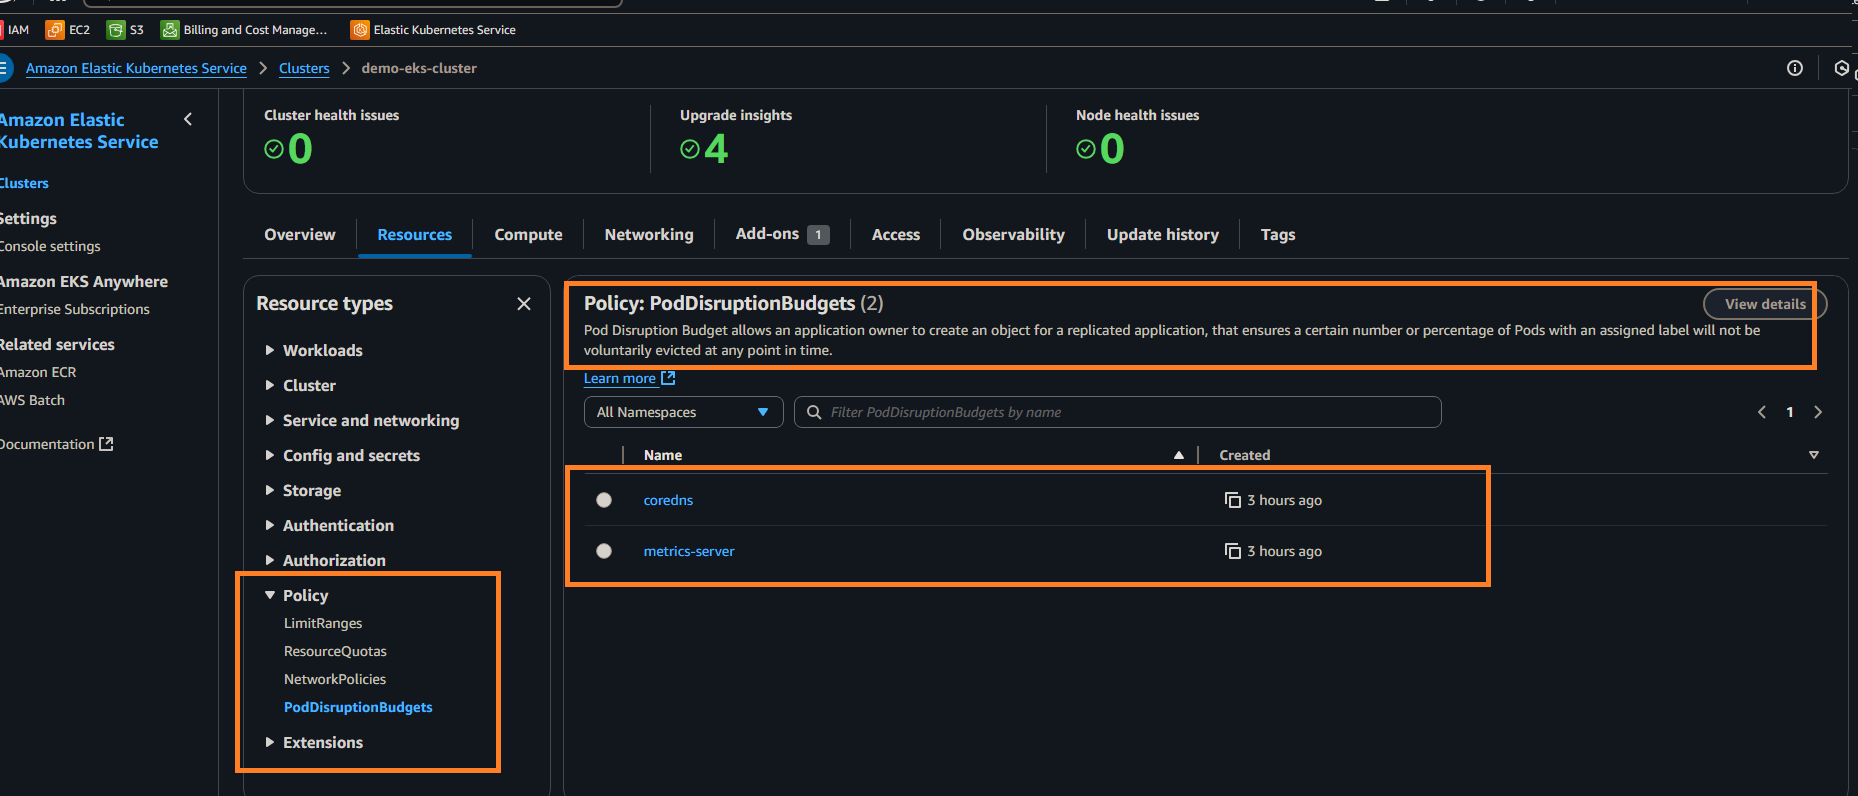 IAM EC2 S3 Billing and Cost Manage... Elastic Kubernetes Service
Amazon Elastic Kubernetes Service > Clusters > demo-eks-cluster
Amazon Elastic
Kubernetes Service
Clusters
Settings
Console settings
Amazon EKS Anywhere
Enterprise Subscriptions
Related services
Amazon ECR
AWS Batch
Documentation
Cluster health issues
0
Upgrade insights
4
Node health issues
0
Overview Resources Compute Networking Add-ons 1 Access Observability Update history Tags
Resource types
Workloads
Cluster
Service and networking
Config and secrets
Storage
Authentication
Authorization
Policy
LimitRanges
ResourceQuotas
NetworkPolicies
PodDisruptionBudgets
Extensions
Policy: PodDisruptionBudgets (2)
View details
Pod Disruption Budget allows an application owner to create an object for a replicated application, that ensures a certain number or percentage of Pods with an assigned label will not be
voluntarily evicted at any point in time.
Learn more
All Namespaces Filter PodDisruptionBudgets by name 1
Name Created
coredns 3 hours ago
metrics-server 3 hours ago